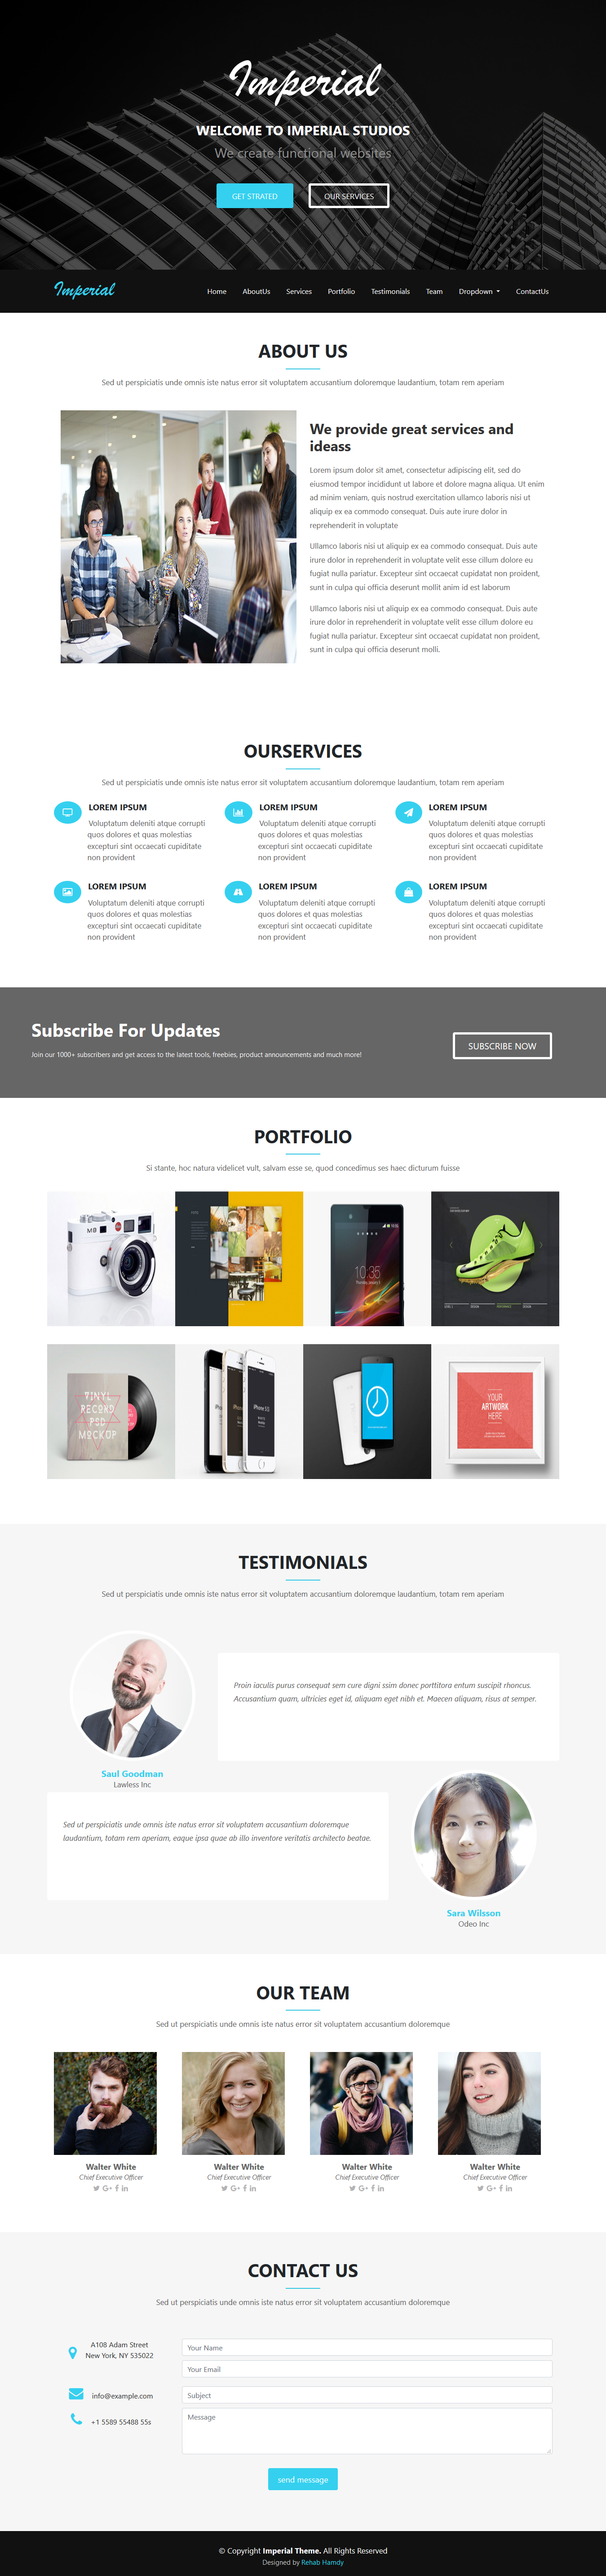 Imperial
WELCOME TO IMPERIAL STUDIOS
We create functional websites
GET STRATED
OUR SERVICES
Imperial
Home AboutUs Services Portfolio Testimonials Team Dropdown ContactUs
ABOUT US
Sed ut perspiciatis unde omnis iste natus error sit voluptatem accusantium doloremque laudantium, totam rem aperiam
We provide great services and
ideass
Lorem ipsum dolor sit amet, consectetur adipiscing elit, sed do
eiusmod tempor incididunt ut labore et dolore magna aliqua. Ut enim
ad minim veniam, quis nostrud exercitation ullamco laboris nisi ut
aliquip ex ea commodo consequat. Duis aute irure dolor in
reprehenderit in voluptate
Ullamco laboris nisi ut aliquip ex ea commodo consequat. Duis aute
irure dolor in reprehenderit in voluptate velit esse cillum dolore eu
fugiat nulla pariatur. Excepteur sint occaecat cupidatat non proident,
sunt in culpa qui officia deserunt mollit anim id est laborum
Ullamco laboris nisi ut aliquip ex ea commodo consequat. Duis aute
irure dolor in reprehenderit in voluptate velit esse cillum dolore eu
fugiat nulla pariatur. Excepteur sint occaecat cupidatat non proident,
sunt in culpa qui officia deserunt molli.
OURSERVICES
Sed ut perspiciatis unde omnis iste natus error sit voluptatem accusantium doloremque laudantium, totam rem aperiam
LOREM IPSUM
Voluptatum deleniti atque corrupti
quos dolores et quas molestias
excepturi sint occaecati cupiditate
non provident
LOREM IPSUM
Voluptatum deleniti atque corrupti
quos dolores et quas molestias
excepturi sint occaecati cupiditate
non provident
LOREM IPSUM
Voluptatum deleniti atque corrupti
quos dolores et quas molestias
excepturi sint occaecati cupiditate
non provident
LOREM IPSUM
Voluptatum deleniti atque corrupti
quos dolores et quas molestias
excepturi sint occaecati cupiditate
non provident
LOREM IPSUM
Voluptatum deleniti atque corrupti
quos dolores et quas molestias
excepturi sint occaecati cupiditate
non provident
LOREM IPSUM
Voluptatum deleniti atque corrupti
quos dolores et quas molestias
excepturi sint occaecati cupiditate
non provident
Subscribe For Updates
Join our 1000+ subscribers and get access to the latest tools, freebies, product announcements and much more!
SUBSCRIBE NOW
PORTFOLIO
Si stante, hoc natura videlicet vult, salvam esse se, quod concedimus ses haec dicturum fuisse
M8
10:35
VINYL
RECORD
PSD
MOCKUP
YOUR
ARTWORK
HERE
TESTIMONIALS
Sed ut perspiciatis unde omnis iste natus error sit voluptatem accusantium doloremque laudantium, totam rem aperiam
Proin iaculis purus consequat sem cure digni ssim donec porttitora entum suscipit rhoncus.
Accusantium quam, ultricies eget id, aliquam eget nibh et. Maecen aliquam, risus at semper.
Saul Goodman
Lawless Inc
Sed ut perspiciatis unde omnis iste natus error sit voluptatem accusantium doloremque
laudantium, totam rem aperiam, eaque ipsa quae ab illo inventore veritatis architecto beatae.
Sara Wilsson
Odeo Inc
OUR TEAM
Sed ut perspiciatis unde omnis iste natus error sit voluptatem accusantium doloremque
Walter White
Chief Executive Officer
Walter White
Chief Executive Officer
Walter White
Chief Executive Officer
Walter White
Chief Executive Officer
CONTACT US
Sed ut perspiciatis unde omnis iste natus error sit voluptatem accusantium doloremque
A108 Adam Street
New York, NY 535022
info@example.com
+1 5589 55488 55s
Your Name
Your Email
Subject
Message
send message
© Copyright Imperial Theme. All Rights Reserved
Designed by Rehab Hamdy